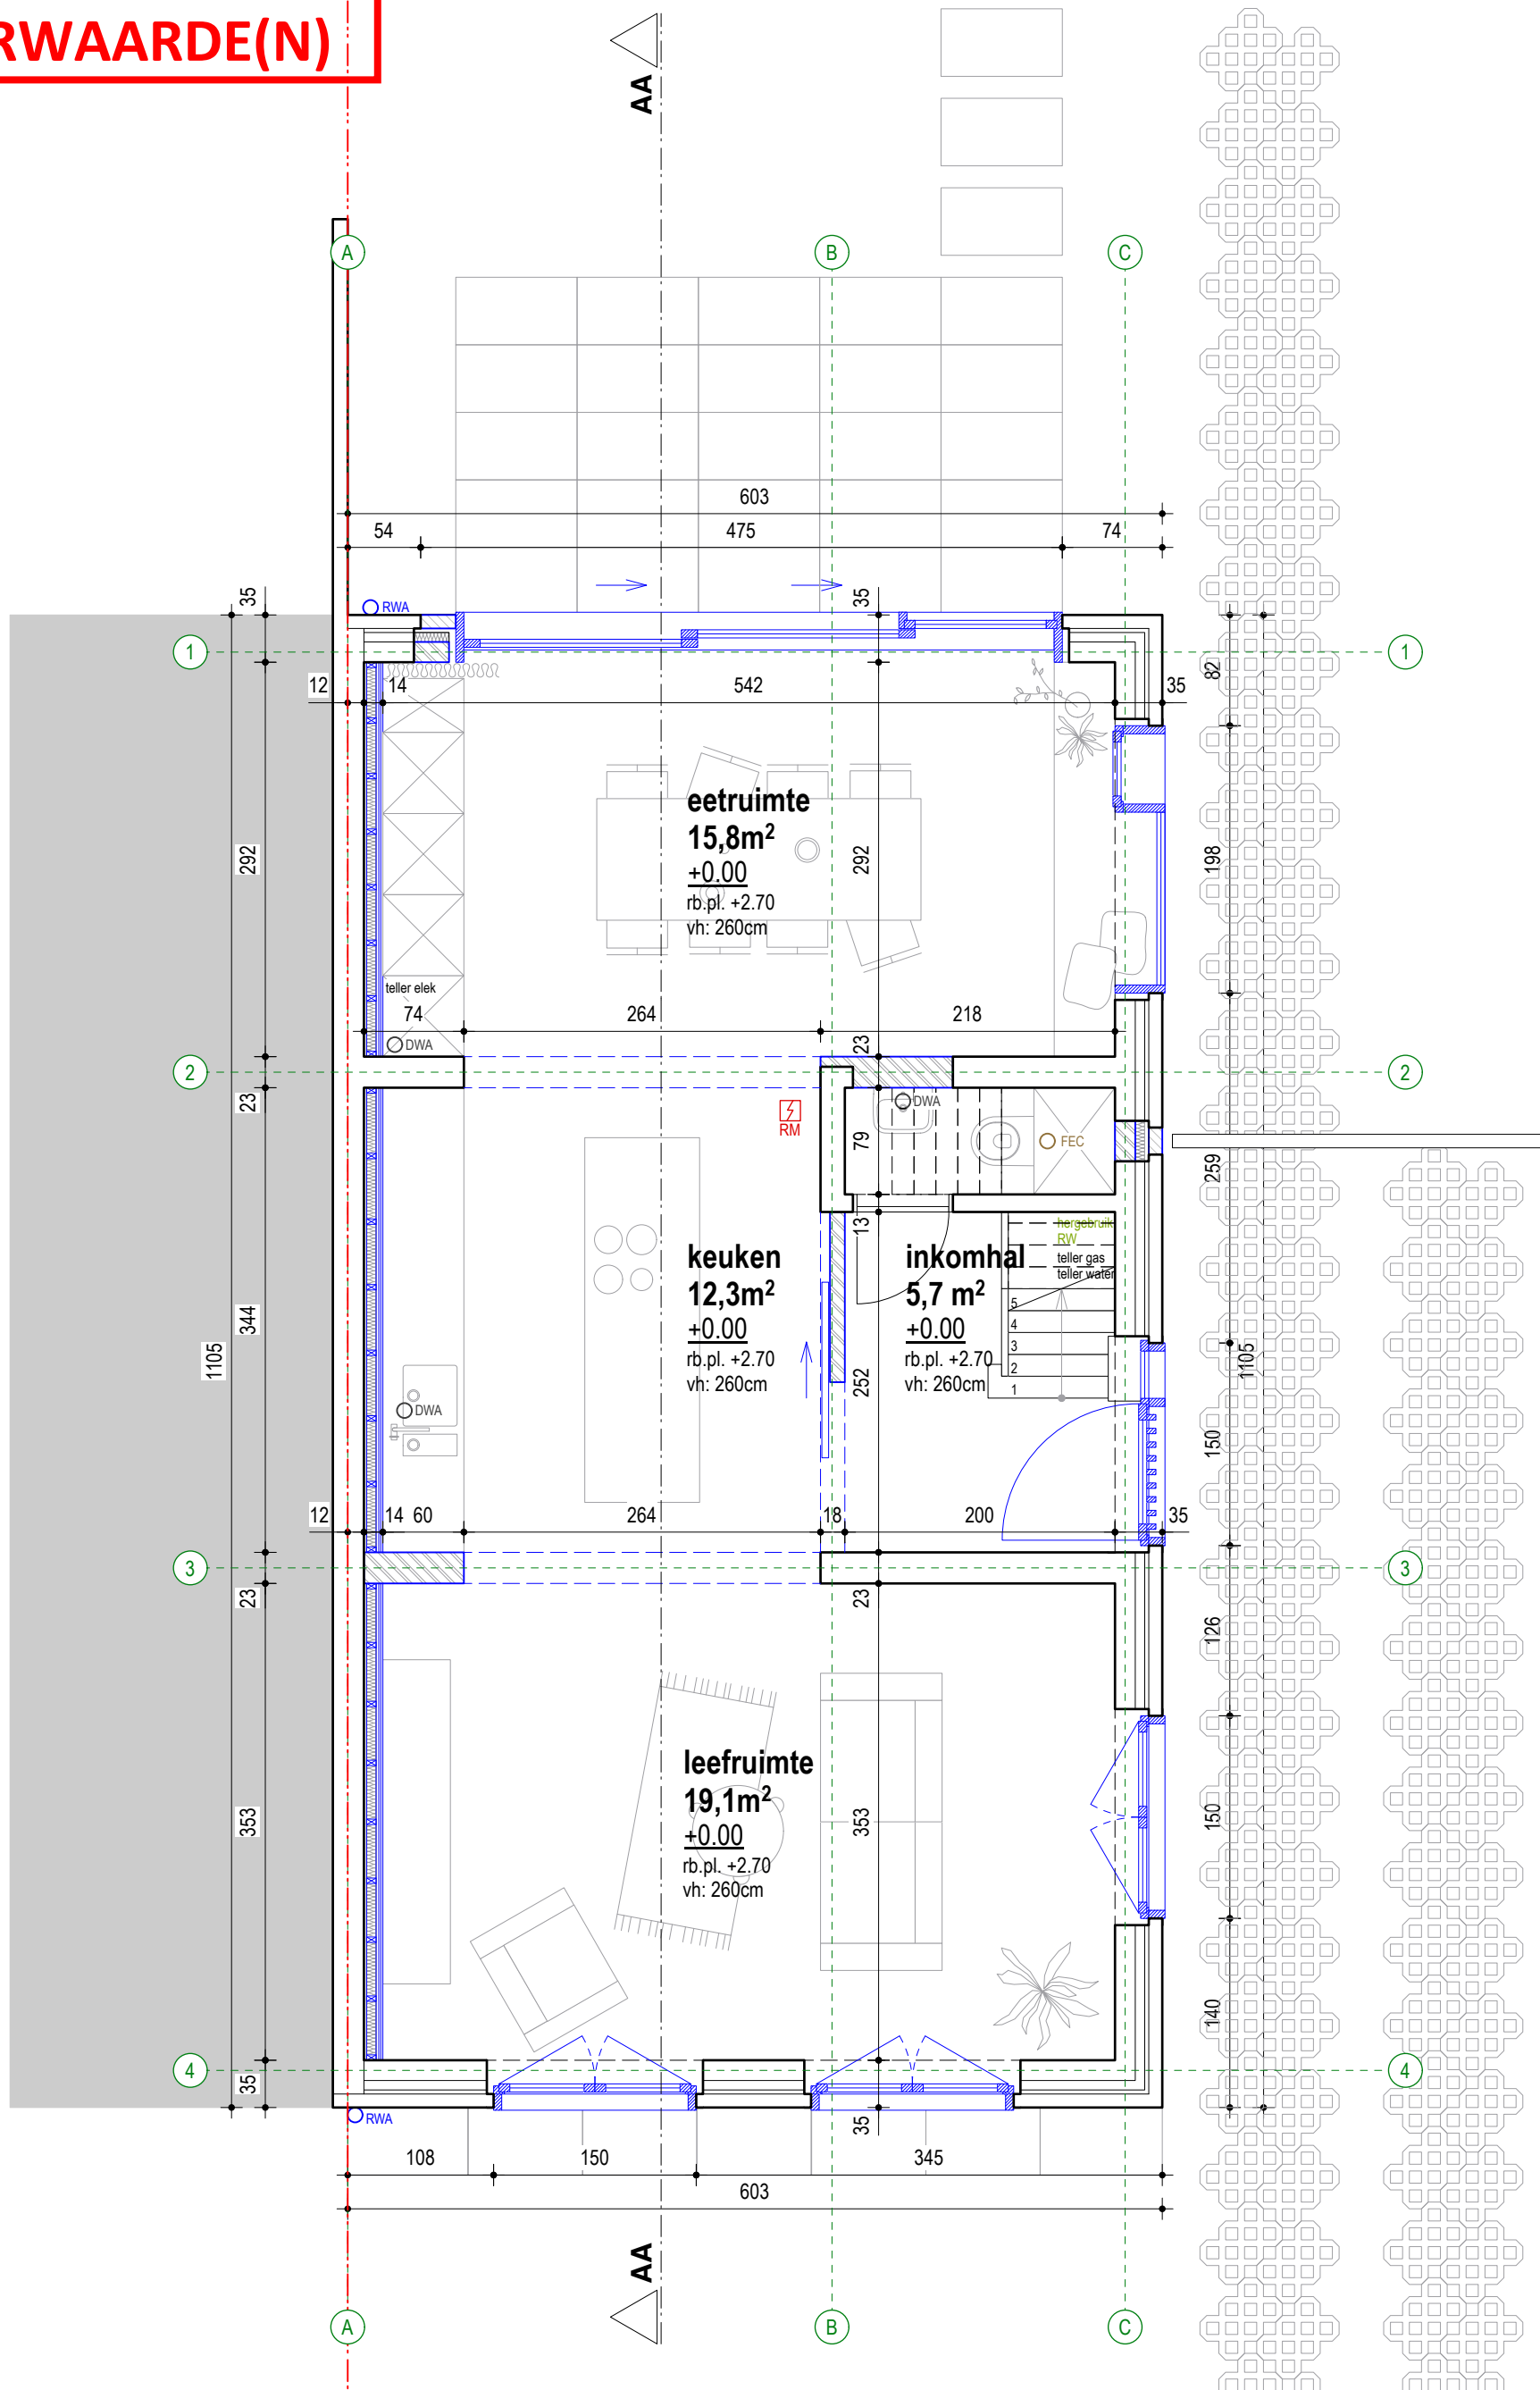 RWAARDE(N)
AA
A
B
C
603
54
475
74
35
RWA
35
1
1
12
14
542
35
82
eetruimte
15,8m²
+0.00
rb.pl. +2.70
vh: 260cm
292
292
198
teller elek
74
264
218
DWA
23
2
2
23
DWA
RM
79
FEC
259
13
hergebruik
RW
teller gas
teller water
keuken
12,3m²
+0.00
rb.pl. +2.70
vh: 260cm
inkomhal
5,7 m²
+0.00
rb.pl. +2.70
vh: 260cm
5
4
3
2
1
344
1105
252
1105
DWA
150
12
14
60
264
18
200
35
3
3
23
23
126
leefruimte
19,1m²
+0.00
rb.pl. +2.70
vh: 260cm
353
353
150
140
4
4
35
RWA
35
108
150
345
603
AA
A
B
C